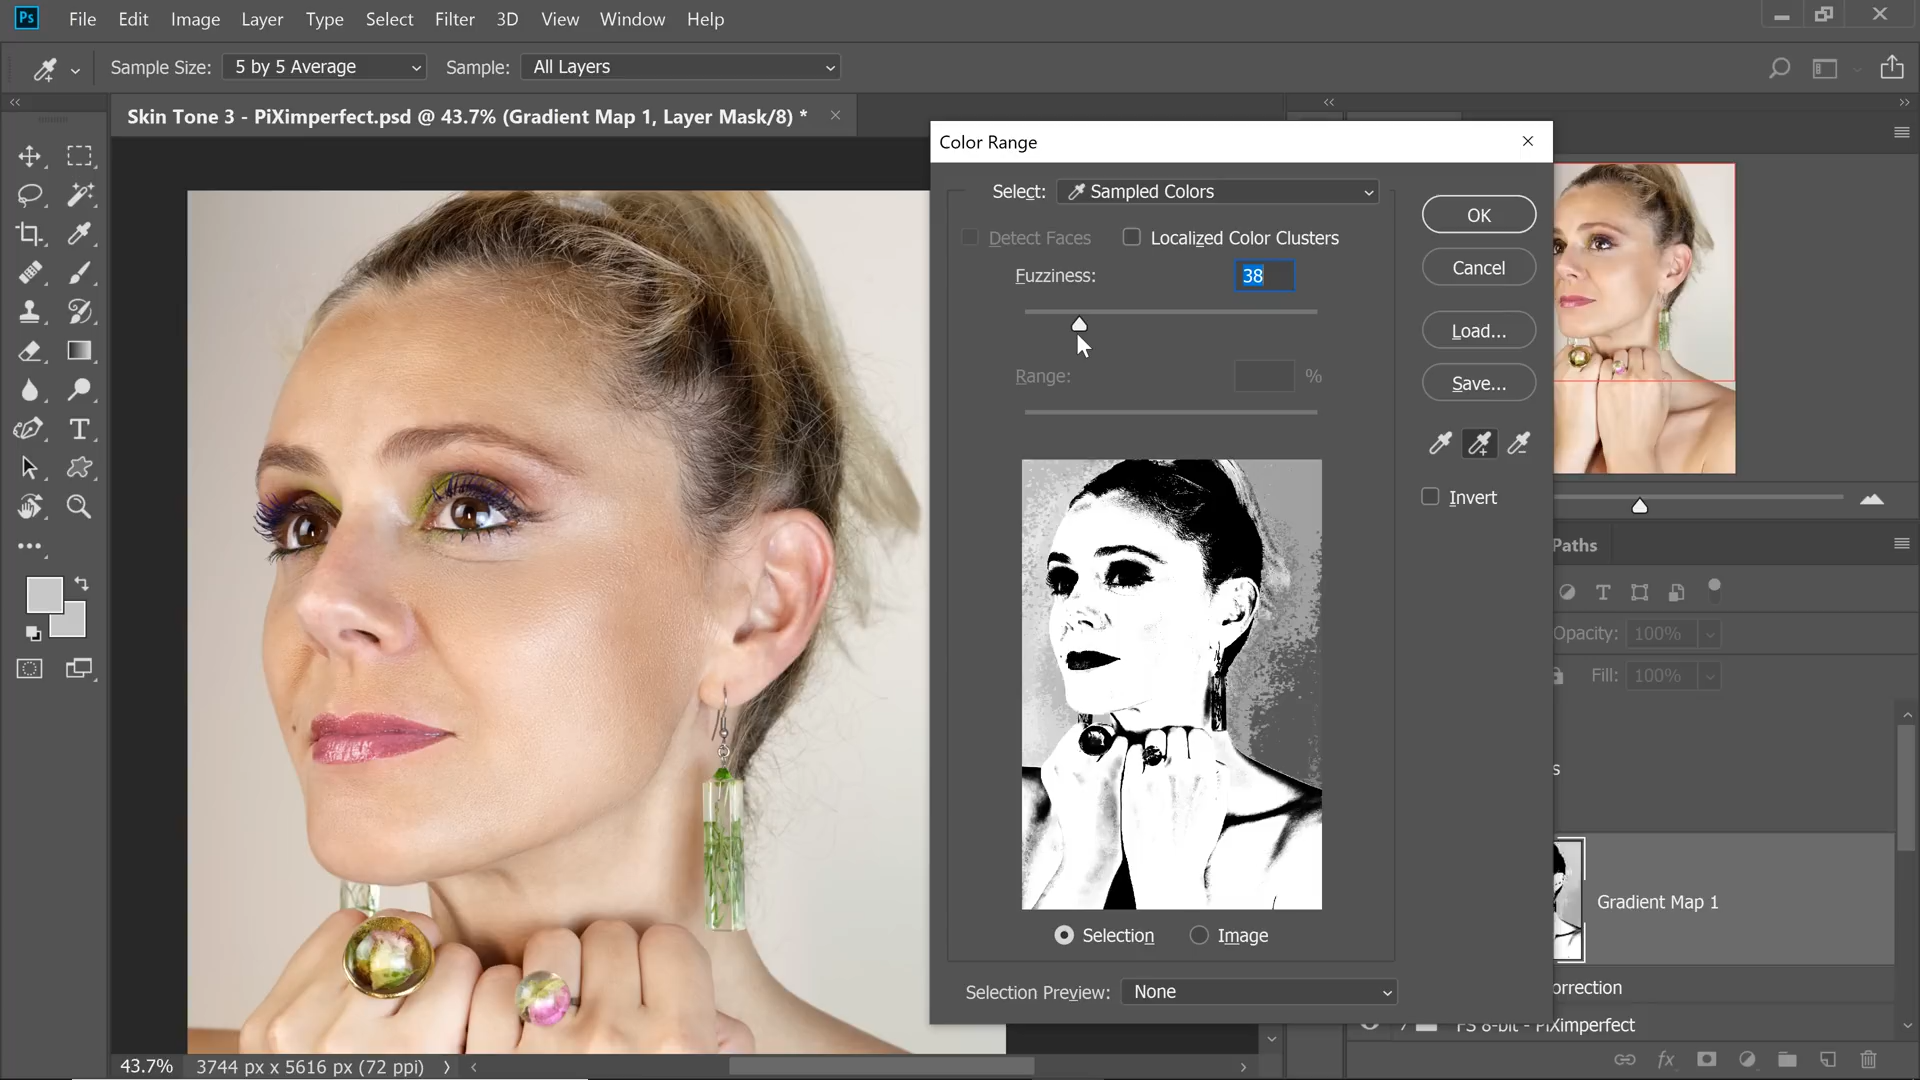 Ps File Edit Image Layer Type Select Filter 3D View Window Help
Sample Size: 5 by 5 Average Sample: All Layers
Skin Tone 3 - PiXimperfect.psd @ 43.7% (Gradient Map 1, Layer Mask/8) *
Color Range
Select: Sampled Colors
Detect Faces Localized Color Clusters
Fuzziness: 38
Range: %
OK
Cancel
Load...
Save...
Invert
Selection Image
Selection Preview: None
Paths
Opacity: 100%
Fill: 100%
s
Gradient Map 1
orrection
FS 8-bit - PiXimperfect
43.7% 3744 px x 5616 px (72 ppi)